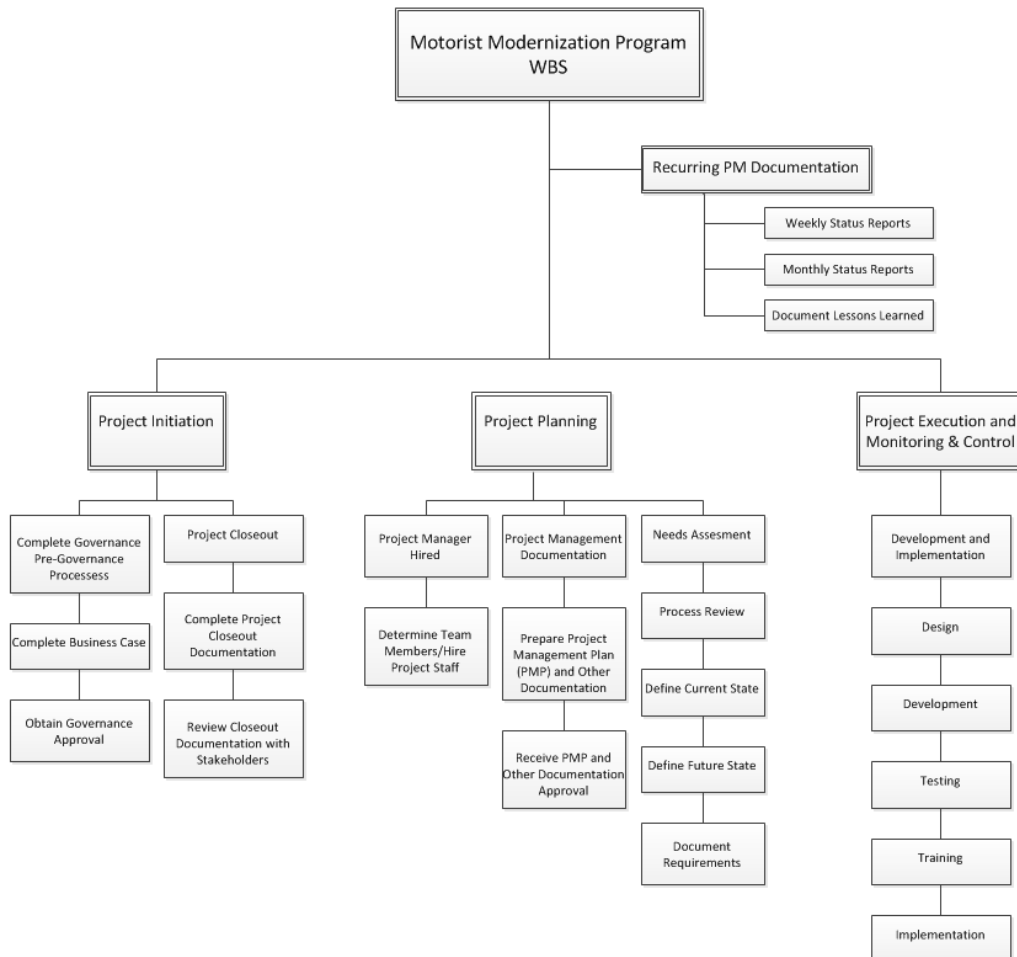 Motorist Modernization Program
WBS
Recurring PM Documentation
Weekly Status Reports
Monthly Status Reports
Document Lessons Learned
Project Initiation
Complete Governance
Pre-Governance
Processess
Complete Business Case
Obtain Governance
Approval
Project Closeout
Complete Project
Closeout
Documentation
Review Closeout
Documentation with
Stakeholders
Project Planning
Project Manager
Hired
Determine Team
Members/Hire
Project Staff
Project Management
Documentation
Prepare Project
Management Plan
(PMP) and Other
Documentation
Receive PMP and
Other Documentation
Approval
Needs Assesment
Process Review
Define Current State
Define Future State
Document
Requirements
Project Execution and
Monitoring & Control
Development and
Implementation
Design
Development
Testing
Training
Implementation